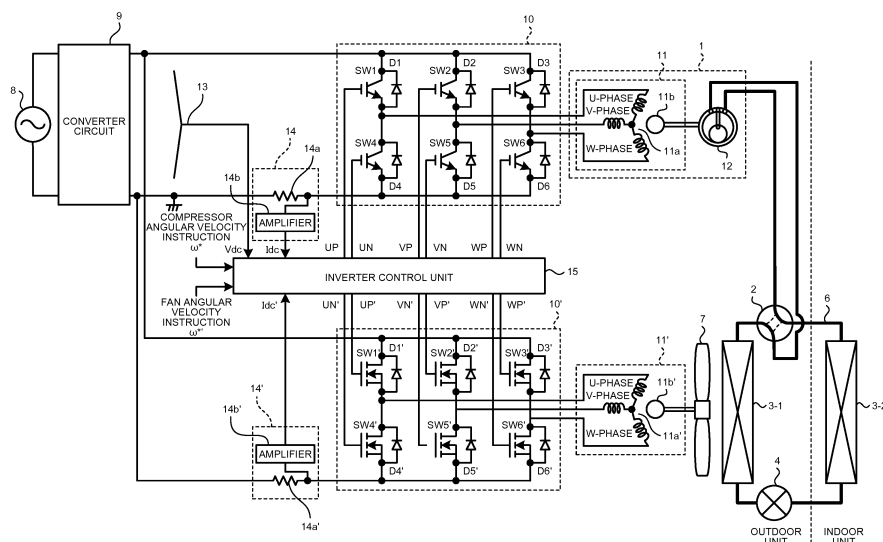 9
10
1
8
CONVERTER
CIRCUIT
13
SW1
D1
SW2
D2
SW3
D3
11
U-PHASE
V-PHASE
W-PHASE
11b
11a
12
14
14a
14b
AMPLIFIER
SW4
D4
SW5
D5
SW6
D6
COMPRESSOR
ANGULAR VELOCITY
INSTRUCTION
ω*
Vdc
Idc
UP
UN
VP
VN
WP
WN
INVERTER CONTROL UNIT
15
FAN ANGULAR
VELOCITY
INSTRUCTION
ω*'
Idc'
UN'
UP'
VN'
VP'
WN'
WP'
10'
2
6
7
SW1'
D1'
SW2'
D2'
SW3'
D3'
11'
U-PHASE
V-PHASE
W-PHASE
11b'
11a'
3-1
3-2
14'
14b'
AMPLIFIER
14a'
SW4'
D4'
SW5'
D5'
SW6'
D6'
4
OUTDOOR
UNIT
INDOOR
UNIT